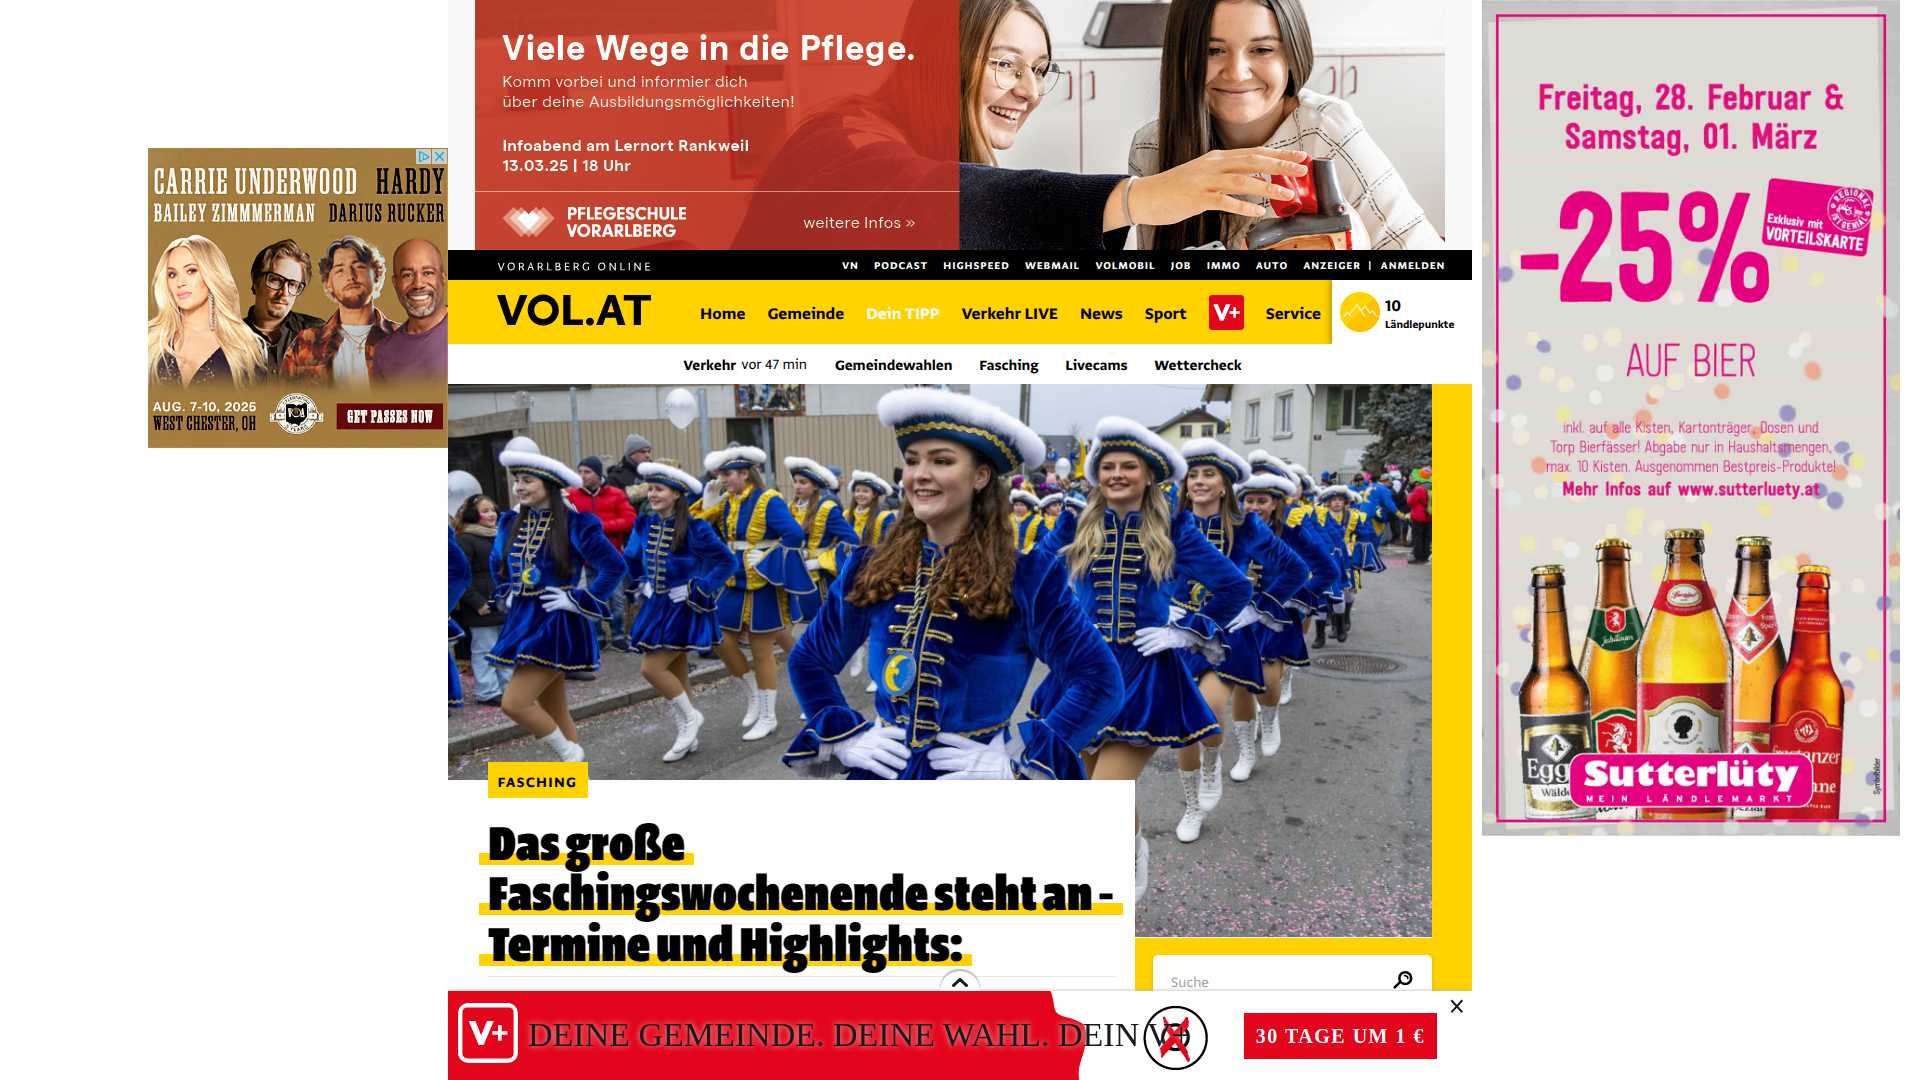 Viele Wege in die Pflege.
Komm vorbei und informier dich
über deine Ausbildungsmöglichkeiten!
Infoabend am Lernort Rankweil
13.03.25 | 18 Uhr
PFLEGESCHULE
VORARLBERG
weitere Infos »
CARRIE UNDERWOOD HARDY
BAILEY ZIMMMERMAN DARIUS RUCKER
AUG. 7-10, 2025
WEST CHESTER, OH
GET PASSES NOW
VORARLBERG ONLINE
VN PODCAST HIGHSPEED WEBMAIL VOLMOBIL JOB IMMO AUTO ANZEIGER | ANMELDEN
VOL.AT
Home Gemeinde Dein TIPP Verkehr LIVE News Sport V+ Service
10
Ländlepunkte
Verkehr vor 47 min Gemeindewahlen Fasching Livecams Wettercheck
FASCHING
Das große
Faschingswochenende steht an -
Termine und Highlights:
Suche
V+ DEINE GEMEINDE. DEINE WAHL. DEIN V+
30 TAGE UM 1 €
Freitag, 28. Februar &
Samstag, 01. März
-25%
Exklusiv mit
VORTEILSKARTE
REGIONAL
IST GENIAL
AUF BIER
inkl. auf alle Kisten, Kartonträger, Dosen und
Torp Bierfässer! Abgabe nur in Haushaltsmengen,
max. 10 Kisten. Ausgenommen Bestpreis-Produkte!
Mehr Infos auf www.sutterluety.at
Sutterlüty
MEIN LÄNDLEMARKT
Symbolbilder